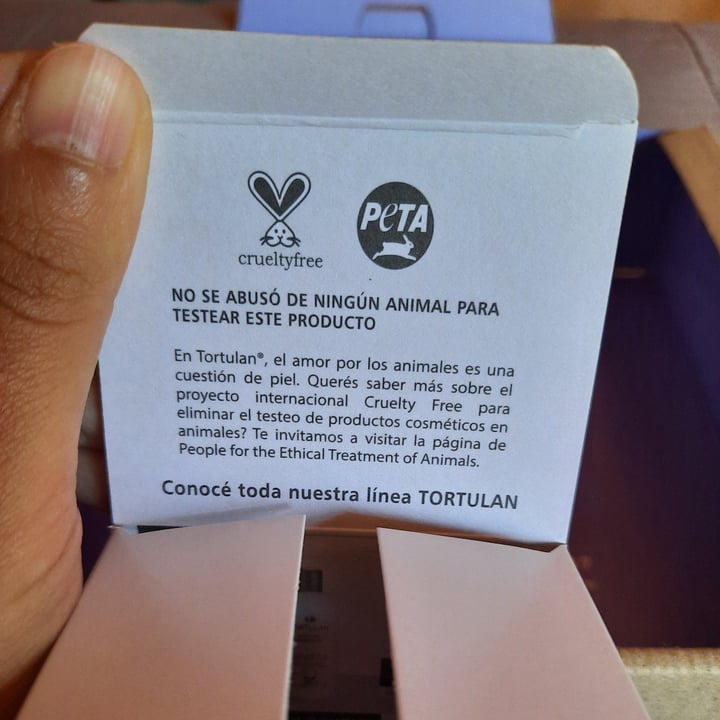 crueltyfree
PeTA
NO SE ABUSÓ DE NINGÚN ANIMAL PARA
TESTEAR ESTE PRODUCTO
En Tortulan®, el amor por los animales es una
cuestión de piel. Querés saber más sobre el
proyecto internacional Cruelty Free para
eliminar el testeo de productos cosméticos en
animales? Te invitamos a visitar la página de
People for the Ethical Treatment of Animals.
Conocé toda nuestra línea TORTULAN